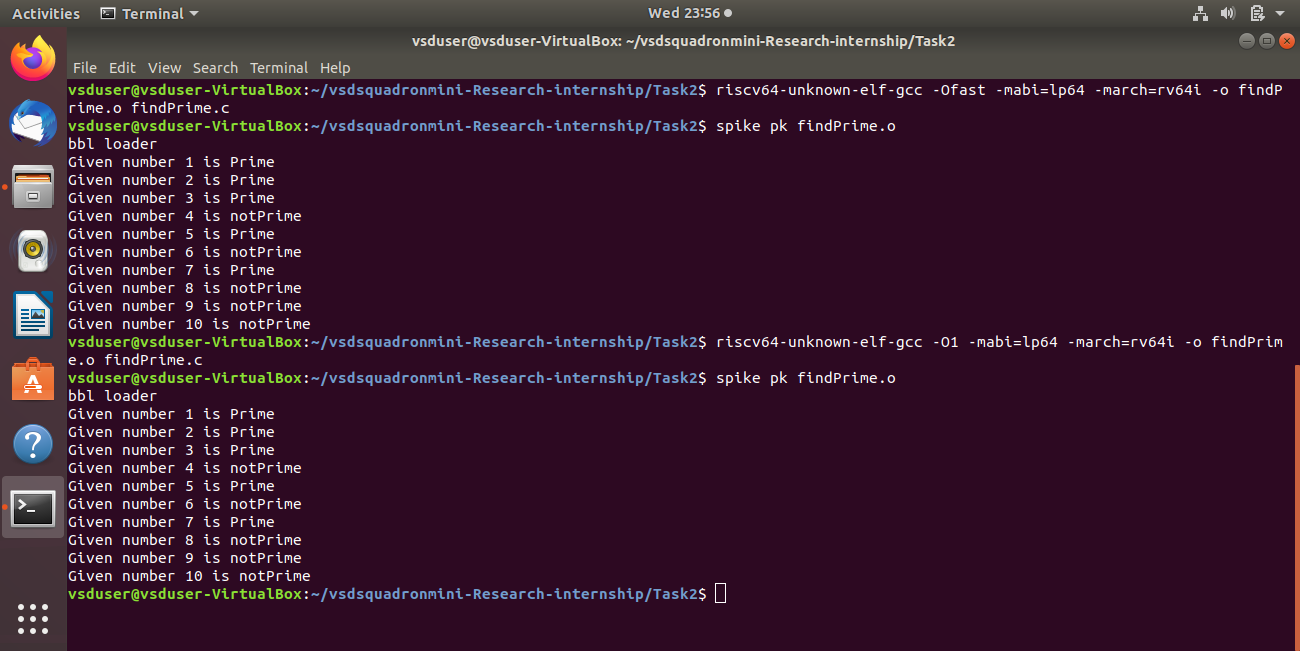 Activities Terminal Wed 23:56
vsduser@vsduser-VirtualBox: ~/vsdsquadronmini-Research-internship/Task2
File Edit View Search Terminal Help
vsduser@vsduser-VirtualBox:~/vsdsquadronmini-Research-internship/Task2$ riscv64-unknown-elf-gcc -Ofast -mabi=lp64 -march=rv64i -o findP
rime.o findPrime.c
vsduser@vsduser-VirtualBox:~/vsdsquadronmini-Research-internship/Task2$ spike pk findPrime.o
bbl loader
Given number 1 is Prime
Given number 2 is Prime
Given number 3 is Prime
Given number 4 is notPrime
Given number 5 is Prime
Given number 6 is notPrime
Given number 7 is Prime
Given number 8 is notPrime
Given number 9 is notPrime
Given number 10 is notPrime
vsduser@vsduser-VirtualBox:~/vsdsquadronmini-Research-internship/Task2$ riscv64-unknown-elf-gcc -O1 -mabi=lp64 -march=rv64i -o findPrim
e.o findPrime.c
vsduser@vsduser-VirtualBox:~/vsdsquadronmini-Research-internship/Task2$ spike pk findPrime.o
bbl loader
Given number 1 is Prime
Given number 2 is Prime
Given number 3 is Prime
Given number 4 is notPrime
Given number 5 is Prime
Given number 6 is notPrime
Given number 7 is Prime
Given number 8 is notPrime
Given number 9 is notPrime
Given number 10 is notPrime
vsduser@vsduser-VirtualBox:~/vsdsquadronmini-Research-internship/Task2$